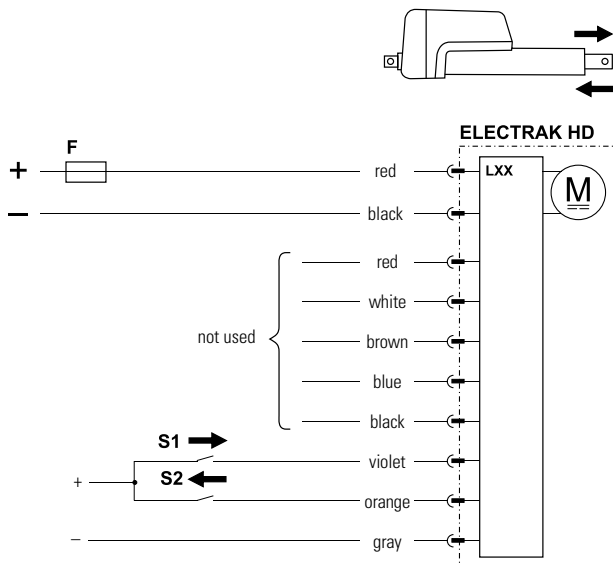 ELECTRAK HD
F
+ red LXX
M
– black
red
white
not used
brown
blue
black
S1
violet
S2
+
orange
– gray